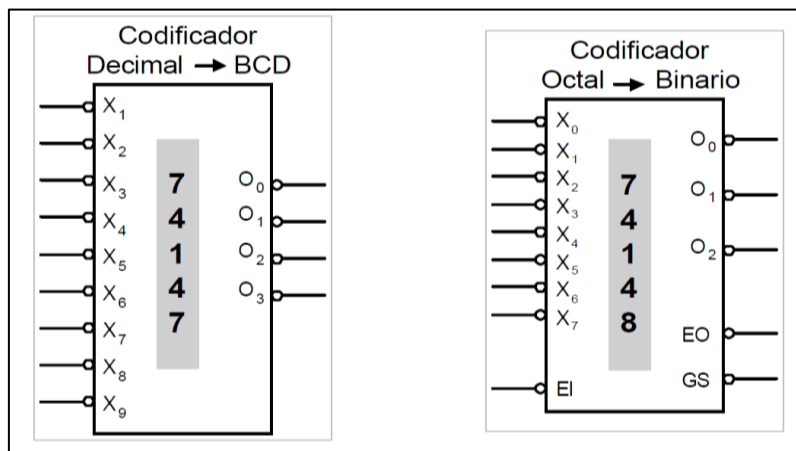 Codificador
Decimal → BCD
X1
X2
X3
X4
X5
X6
X7
X8
X9
7
4
1
4
7
O0
O1
O2
O3
Codificador
Octal → Binario
X0
X1
X2
X3
X4
X5
X6
X7
EI
7
4
1
4
8
O0
O1
O2
EO
GS